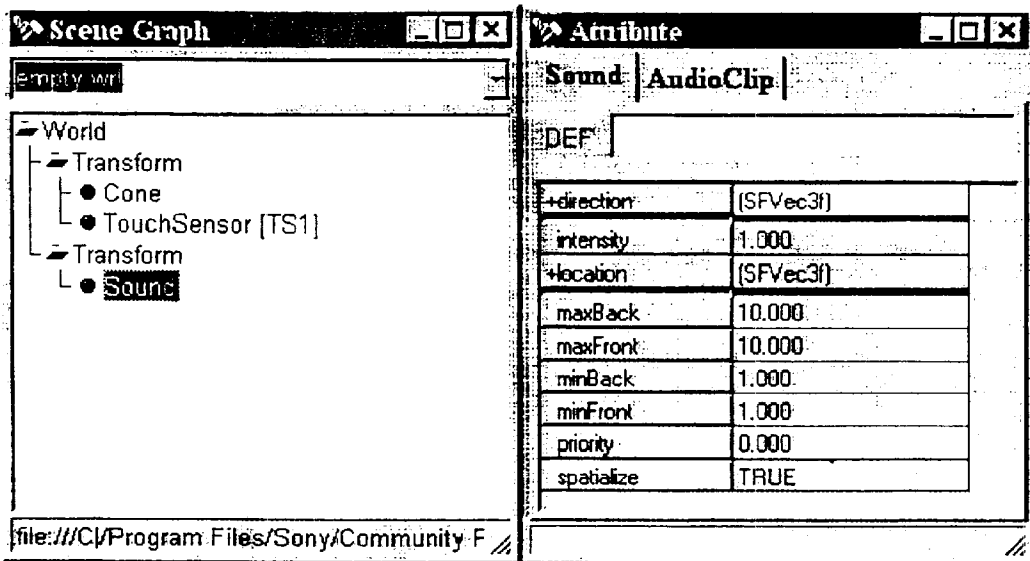 Scene Graph
empty.wrl
World
Transform
Cone
TouchSensor [TS1]
Transform
Sound
file:///C|/Program Files/Sony/Community F
Attribute
Sound AudioClip
DEF
+direction (SFVec3f)
intensity 1.000
+location (SFVec3f)
maxBack 10.000
maxFront 10.000
minBack 1.000
minFront 1.000
priority 0.000
spatialize TRUE